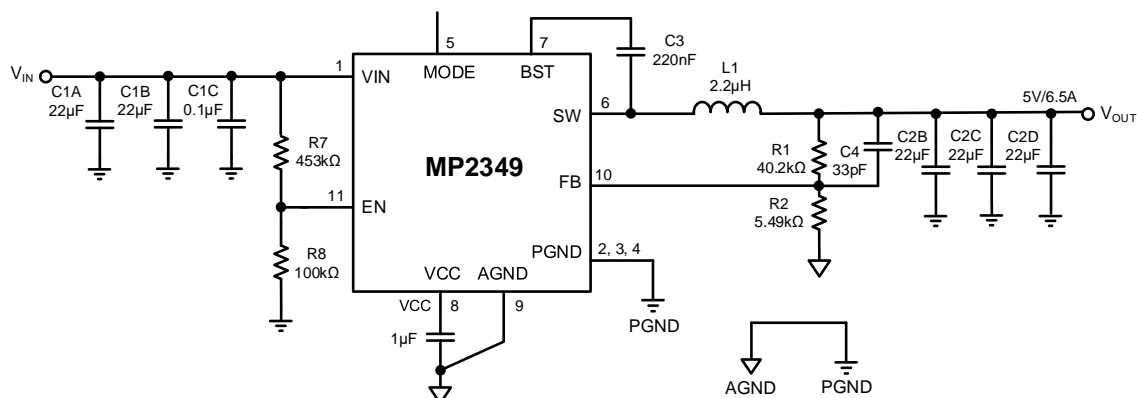 5
7
C3
220nF
1
VIN
MODE
BST
L1
2.2µH
VIN
C1A
22µF
C1B
22µF
C1C
0.1µF
SW
6
5V/6.5A
VOUT
R7
453kΩ
MP2349
R1
40.2kΩ
C4
33pF
C2B
22µF
C2C
22µF
C2D
22µF
FB
10
11
EN
R2
5.49kΩ
R8
100kΩ
PGND
2, 3, 4
VCC
AGND
VCC
8
9
PGND
1µF
AGND
PGND